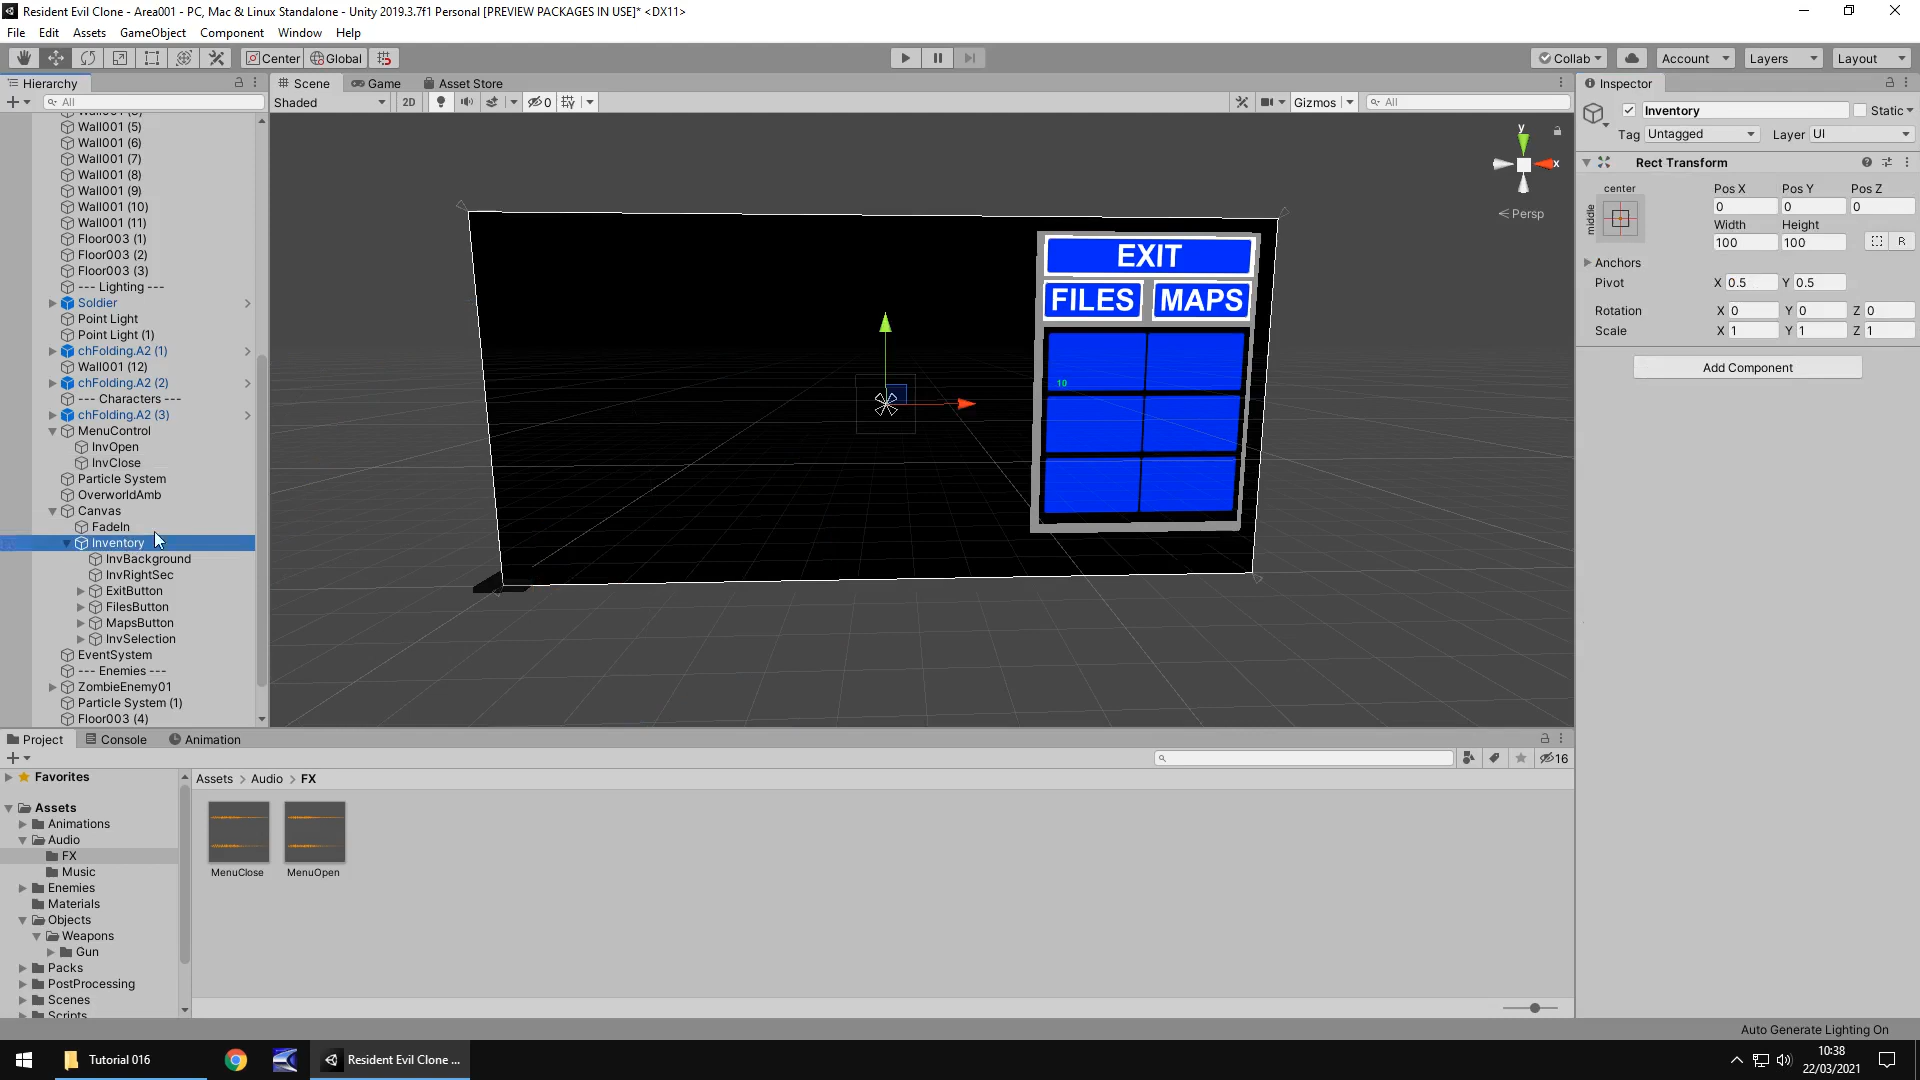 Resident Evil Clone - Area001 - PC, Mac & Linux Standalone - Unity 2019.3.7f1 Personal [PREVIEW PACKAGES IN USE]* <DX11>
File Edit Assets GameObject Component Window Help
Center Global Collab Account Layers Layout
Hierarchy
All
Wall001 (5)
Wall001 (6)
Wall001 (7)
Wall001 (8)
Wall001 (9)
Wall001 (10)
Wall001 (11)
Floor003 (1)
Floor003 (2)
Floor003 (3)
--- Lighting ---
Soldier
Point Light
Point Light (1)
chFolding.A2 (1)
Wall001 (12)
chFolding.A2 (2)
--- Characters ---
chFolding.A2 (3)
MenuControl
InvOpen
InvClose
Particle System
OverworldAmb
Canvas
FadeIn
Inventory
InvBackground
InvRightSec
ExitButton
FilesButton
MapsButton
InvSelection
EventSystem
--- Enemies ---
ZombieEnemy01
Particle System (1)
Floor003 (4)
Scene Game Asset Store
Shaded 2D 0 Gizmos All
y
x
Persp
EXIT
FILES MAPS
10
Inspector
Inventory Static
Tag Untagged Layer UI
Rect Transform
center
middle
Pos X Pos Y Pos Z
0 0 0
Width Height
100 100 R
Anchors
Pivot X 0.5 Y 0.5
Rotation X 0 Y 0 Z 0
Scale X 1 Y 1 Z 1
Add Component
Project Console Animation
16
Favorites
Assets
Animations
Audio
FX
Music
Enemies
Materials
Objects
Weapons
Gun
Packs
PostProcessing
Scenes
Scripts
Assets > Audio > FX
MenuClose MenuOpen
Auto Generate Lighting On
Tutorial 016
Resident Evil Clone ...
10:38
22/03/2021